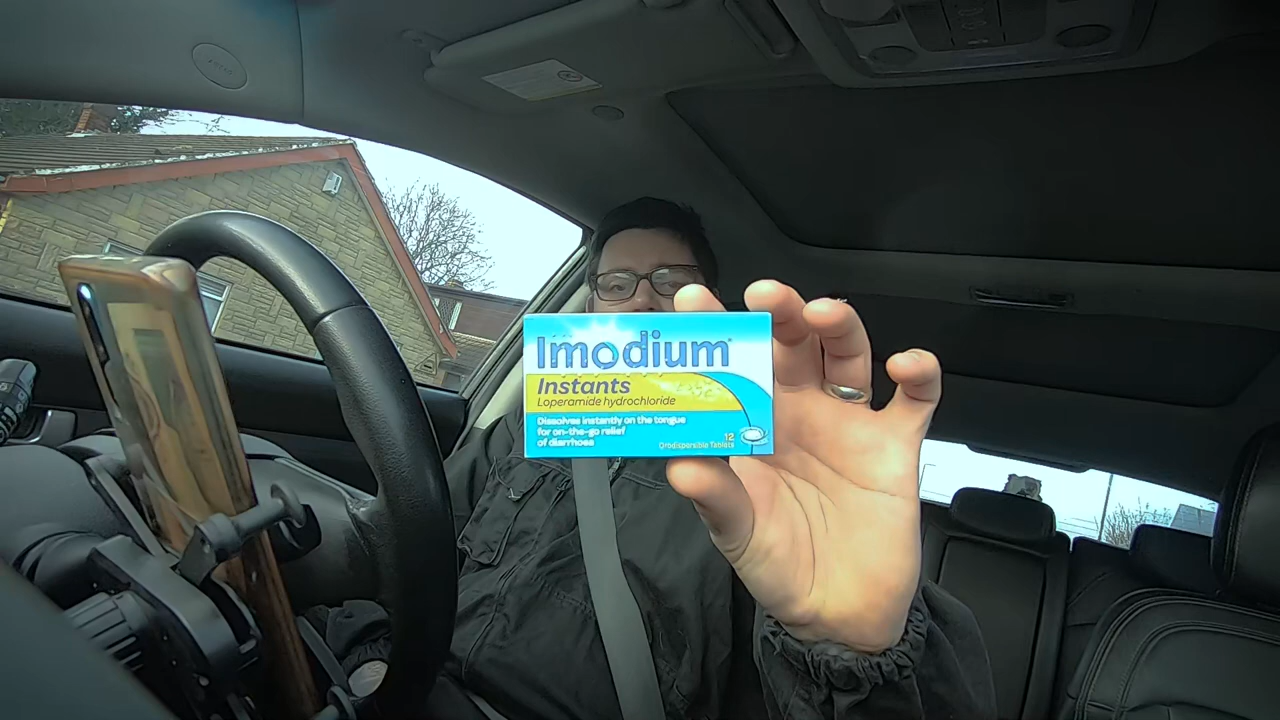 Imodium®
Instants
Loperamide hydrochloride
Dissolves instantly on the tongue
for on-the-go relief
of diarrhoea
12
Orodispersible Tablets